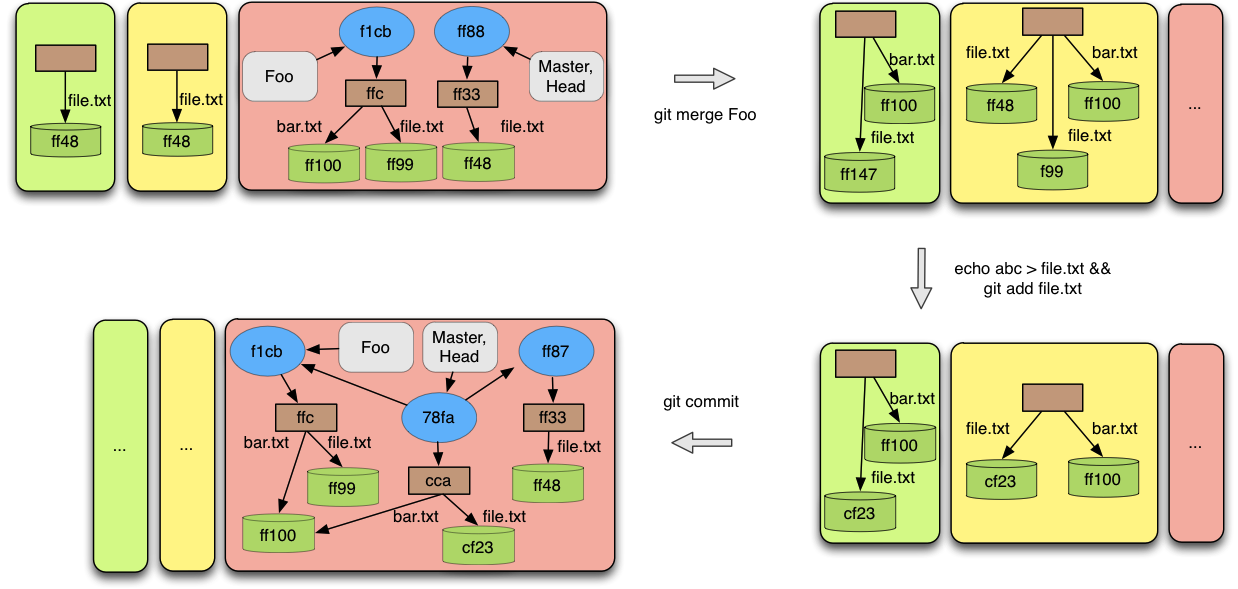 f1cb
ff88
Foo
Master,
Head
ffc
ff33
file.txt
file.txt
bar.txt
file.txt
file.txt
ff48
ff48
ff100
ff99
ff48
git merge Foo
bar.txt
ff100
file.txt
ff147
file.txt
bar.txt
ff48
ff100
file.txt
f99
...
echo abc > file.txt &&
git add file.txt
bar.txt
ff100
file.txt
cf23
file.txt
bar.txt
cf23
ff100
...
git commit
...
...
f1cb
Foo
Master,
Head
ff87
ffc
78fa
ff33
bar.txt
file.txt
file.txt
ff99
cca
ff48
bar.txt
file.txt
ff100
cf23